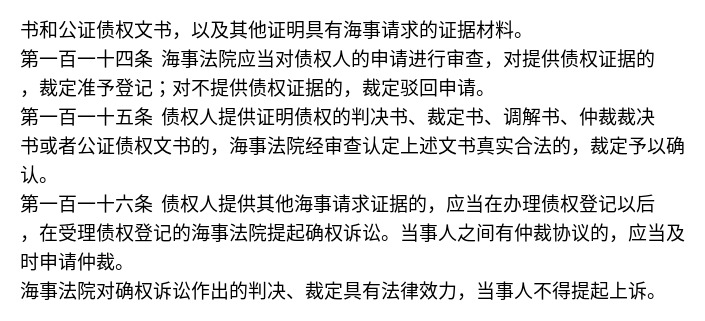 书和公证债权文书，以及其他证明具有海事请求的证据材料。
第一百一十四条 海事法院应当对债权人的申请进行审查，对提供债权证据的
，裁定准予登记；对不提供债权证据的，裁定驳回申请。
第一百一十五条 债权人提供证明债权的判决书、裁定书、调解书、仲裁裁决
书或者公证债权文书的，海事法院经审查认定上述文书真实合法的，裁定予以确
认。
第一百一十六条 债权人提供其他海事请求证据的，应当在办理债权登记以后
，在受理债权登记的海事法院提起确权诉讼。当事人之间有仲裁协议的，应当及
时申请仲裁。
海事法院对确权诉讼作出的判决、裁定具有法律效力，当事人不得提起上诉。